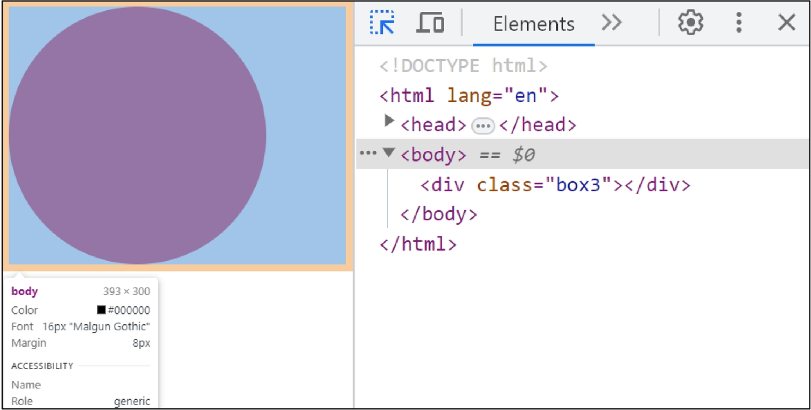 Elements
<!DOCTYPE html>
<html lang="en">
<head> ... </head>
... <body> == $0
<div class="box3"></div>
</body>
</html>
body 393 × 300
Color #000000
Font 16px "Malgun Gothic"
Margin 8px
ACCESSIBILITY
Name
Role generic